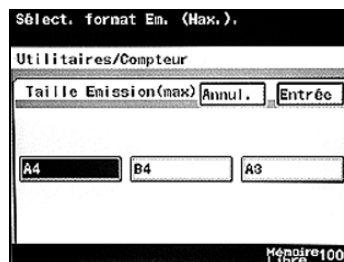 Sélect. format Em. (Max.).
Utilitaires/Compteur
Taille Emission(max) Annul. Entrée
A4 B4 A3
Mémoire 100
Libre